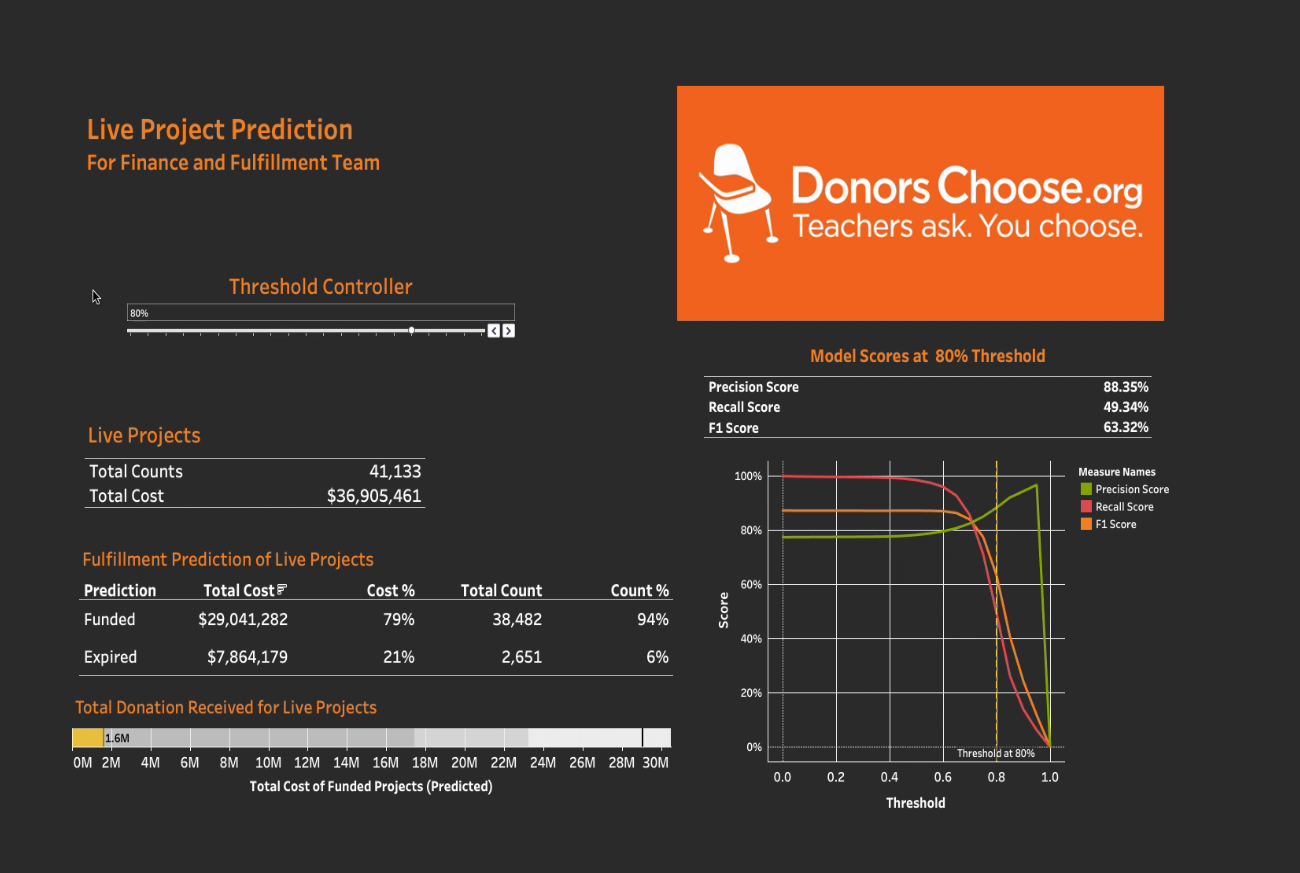 Live Project Prediction
For Finance and Fulfillment Team
DonorsChoose.org
Teachers ask. You choose.
Threshold Controller
80%
Live Projects
Total Counts 41,133
Total Cost $36,905,461
Fulfillment Prediction of Live Projects
Prediction Total Cost Cost % Total Count Count %
Funded $29,041,282 79% 38,482 94%
Expired $7,864,179 21% 2,651 6%
Total Donation Received for Live Projects
1.6M
0M 2M 4M 6M 8M 10M 12M 14M 16M 18M 20M 22M 24M 26M 28M 30M
Total Cost of Funded Projects (Predicted)
Model Scores at 80% Threshold
Precision Score 88.35%
Recall Score 49.34%
F1 Score 63.32%
Score
100%
80%
60%
40%
20%
0%
Threshold at 80%
0.0 0.2 0.4 0.6 0.8 1.0
Threshold
Measure Names
Precision Score
Recall Score
F1 Score